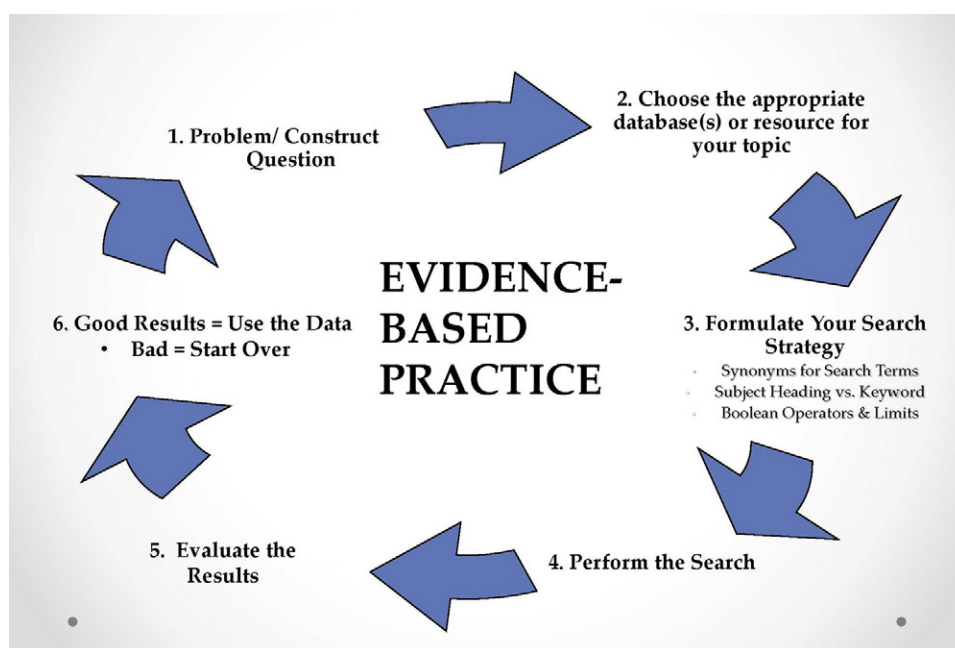 1. Problem/ Construct
Question
2. Choose the appropriate
database(s) or resource for
your topic
EVIDENCE-
BASED
PRACTICE
3. Formulate Your Search
Strategy
Synonyms for Search Terms
Subject Heading vs. Keyword
Boolean Operators & Limits
4. Perform the Search
5. Evaluate the
Results
6. Good Results = Use the Data
• Bad = Start Over